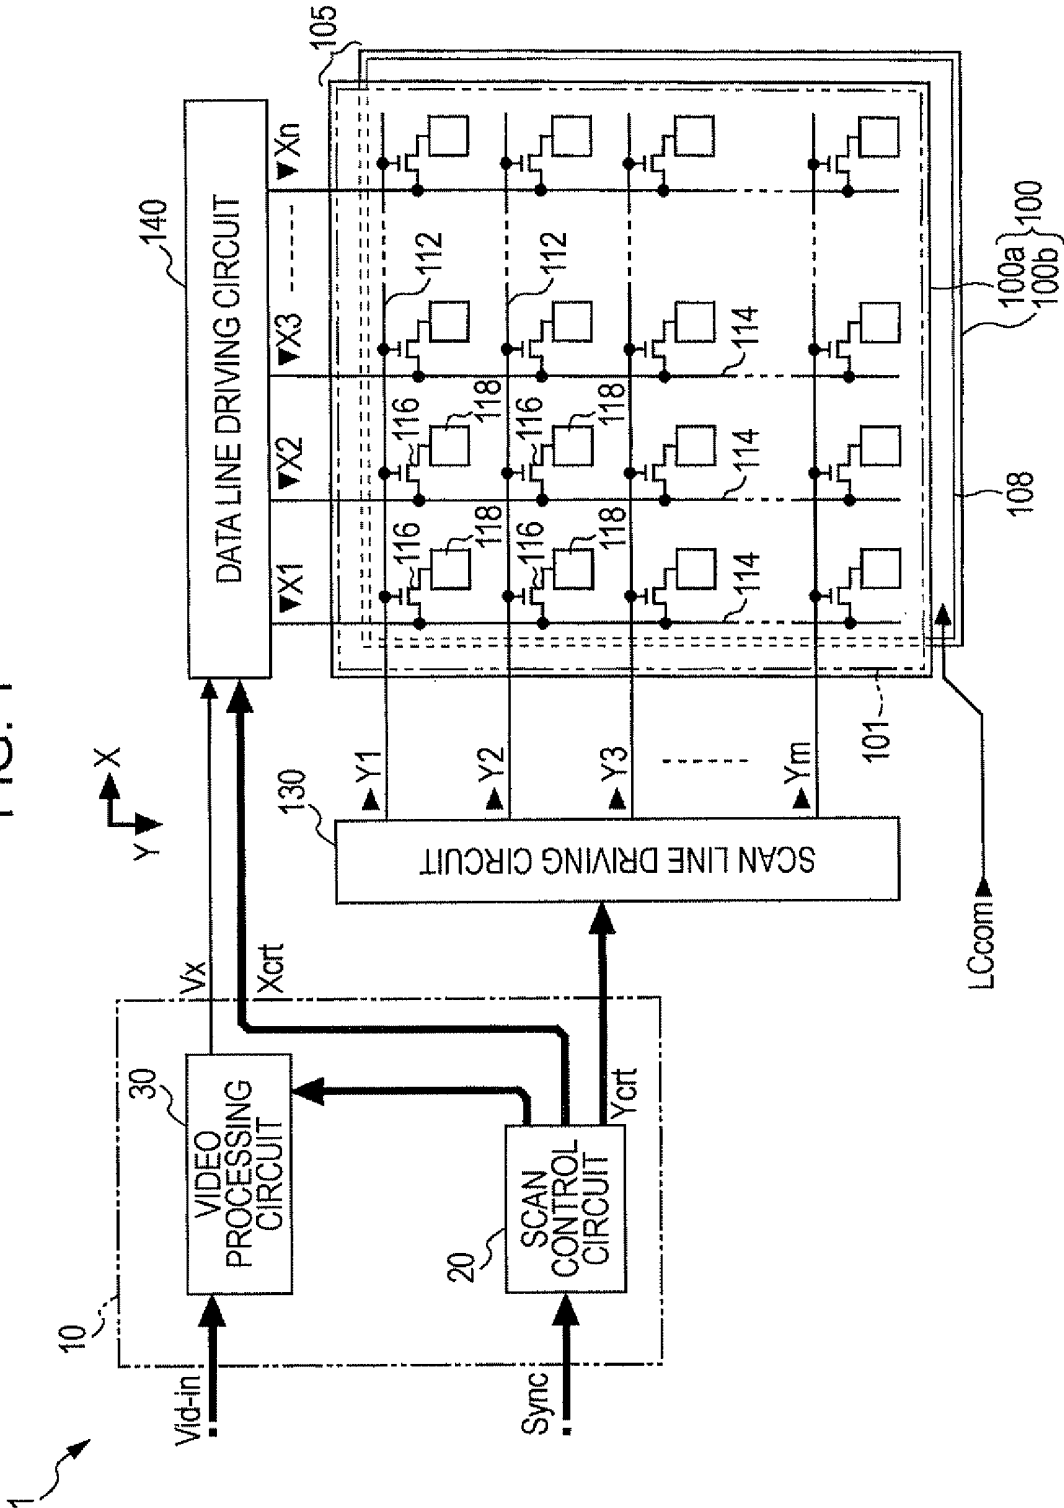 FIG. 1
1
10
Vid-in
30
VIDEO
PROCESSING
CIRCUIT
Vx
Xcrt
Sync
20
SCAN
CONTROL
CIRCUIT
Ycrt
X
Y
140
DATA LINE DRIVING CIRCUIT
X1
X2
X3
Xn
130
SCAN LINE DRIVING CIRCUIT
Y1
Y2
Y3
Ym
105
112
112
116
116
116
116
118
118
118
118
114
114
114
101
108
100a
100b
100
LCcom